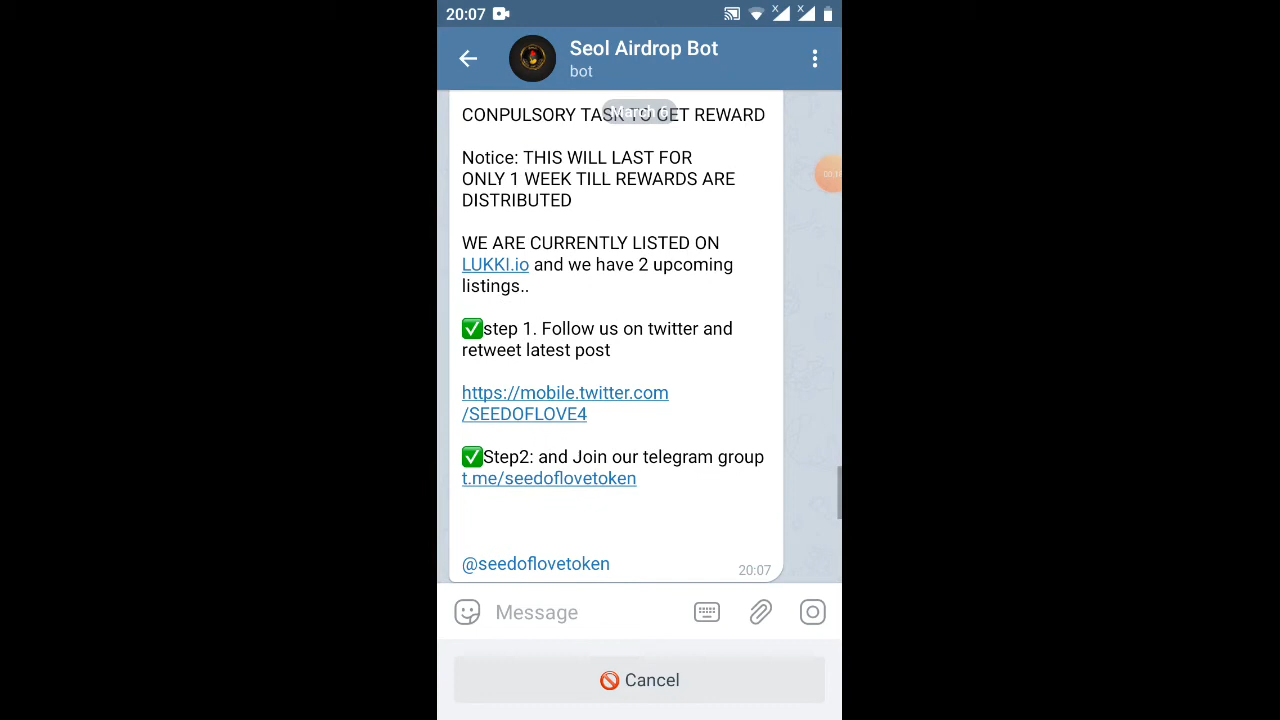 20:07
Seol Airdrop Bot
bot
CONPULSORY TASK TO GET REWARD
March 6
Notice: THIS WILL LAST FOR
ONLY 1 WEEK TILL REWARDS ARE
DISTRIBUTED
WE ARE CURRENTLY LISTED ON
LUKKI.io and we have 2 upcoming
listings..
✅step 1. Follow us on twitter and
retweet latest post
https://mobile.twitter.com
/SEEDOFLOVE4
✅Step2: and Join our telegram group
t.me/seedoflovetoken
@seedoflovetoken
20:07
Message
🚫 Cancel